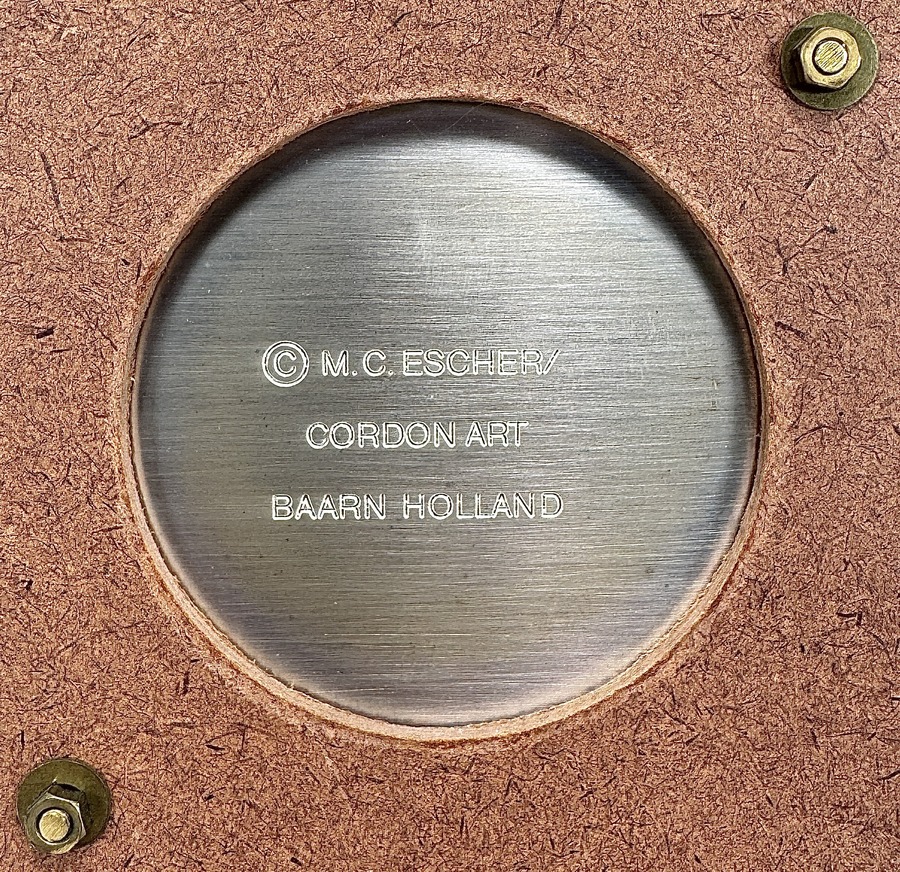 © M.C. ESCHER/
CORDON ART
BAARN HOLLAND